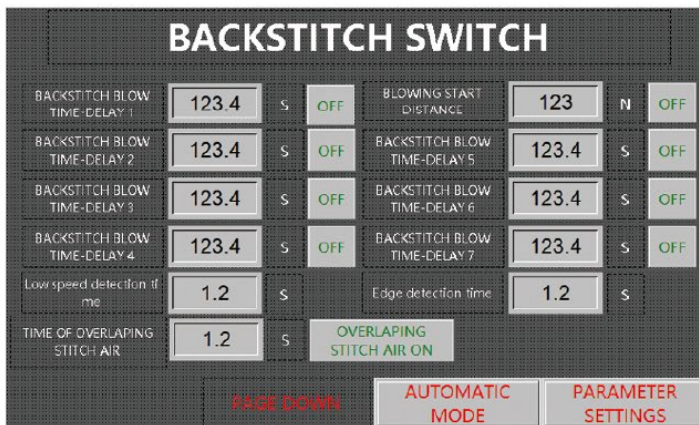 BACKSTITCH SWITCH
BACKSTITCH BLOW
TIME-DELAY 1
123.4
S
OFF
BLOWING START
DISTANCE
123
N
OFF
BACKSTITCH BLOW
TIME-DELAY 2
123.4
S
OFF
BACKSTITCH BLOW
TIME-DELAY 5
123.4
S
OFF
BACKSTITCH BLOW
TIME-DELAY 3
123.4
S
OFF
BACKSTITCH BLOW
TIME-DELAY 6
123.4
S
OFF
BACKSTITCH BLOW
TIME-DELAY 4
123.4
S
OFF
BACKSTITCH BLOW
TIME-DELAY 7
123.4
S
OFF
Low speed detection ti
me
1.2
S
Edge detection time
1.2
S
TIME OF OVERLAPING
STITCH AIR
1.2
S
OVERLAPING
STITCH AIR ON
PAGE DOWN
AUTOMATIC
MODE
PARAMETER
SETTINGS